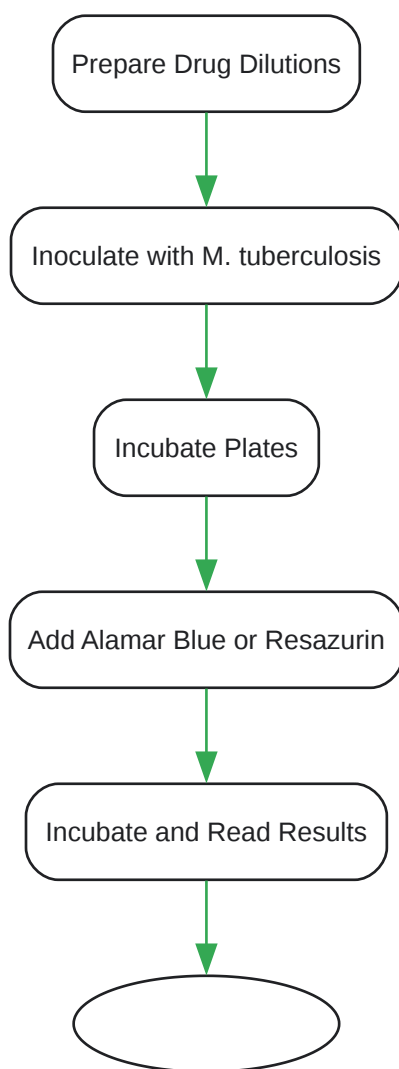 Prepare Drug Dilutions
Inoculate with M. tuberculosis
Incubate Plates
Add Alamar Blue or Resazurin
Incubate and Read Results